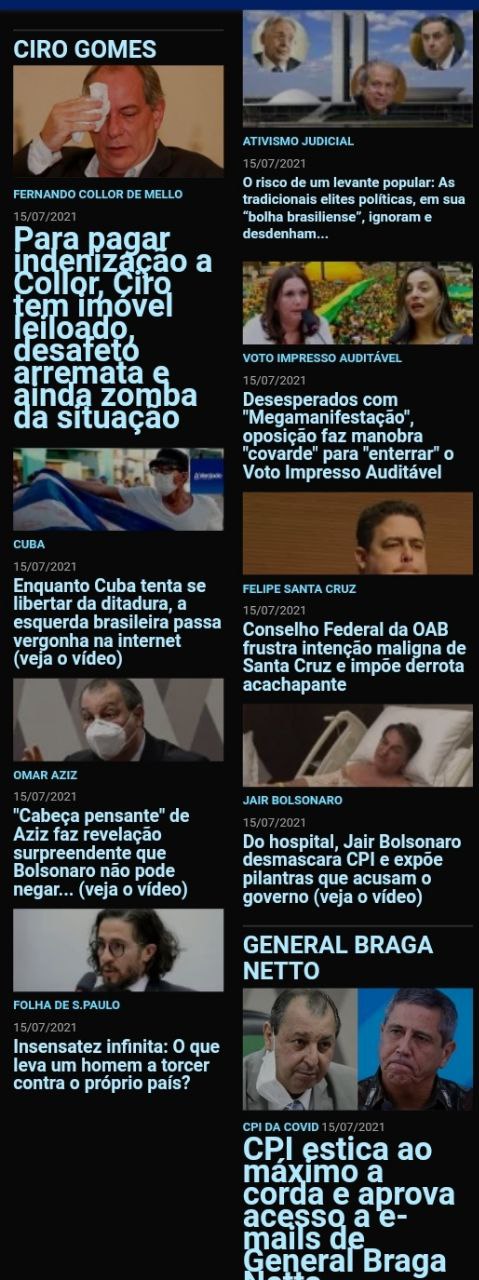 CIRO GOMES
FERNANDO COLLOR DE MELLO
15/07/2021
Para pagar
indenização a
Collor, Ciro
tem imóvel
leiloado,
desafeto
arremata e
ainda zomba
da situação
CUBA
15/07/2021
Enquanto Cuba tenta se
libertar da ditadura, a
esquerda brasileira passa
vergonha na internet
(veja o vídeo)
OMAR AZIZ
15/07/2021
"Cabeça pensante" de
Aziz faz revelação
surpreendente que
Bolsonaro não pode
negar... (veja o vídeo)
FOLHA DE S.PAULO
15/07/2021
Insensatez infinita: O que
leva um homem a torcer
contra o próprio país?
ATIVISMO JUDICIAL
15/07/2021
O risco de um levante popular: As
tradicionais elites políticas, em sua
“bolha brasiliense”, ignoram e
desdenham...
VOTO IMPRESSO AUDITÁVEL
15/07/2021
Desesperados com
"Megamanifestação",
oposição faz manobra
"covarde" para "enterrar" o
Voto Impresso Auditável
FELIPE SANTA CRUZ
15/07/2021
Conselho Federal da OAB
frustra intenção maligna de
Santa Cruz e impõe derrota
acachapante
JAIR BOLSONARO
15/07/2021
Do hospital, Jair Bolsonaro
desmascara CPI e expõe
pilantras que acusam o
governo (veja o vídeo)
GENERAL BRAGA
NETTO
CPI DA COVID 15/07/2021
CPI estica ao
máximo a
corda e aprova
acesso a e-
mails de
General Braga
Netto